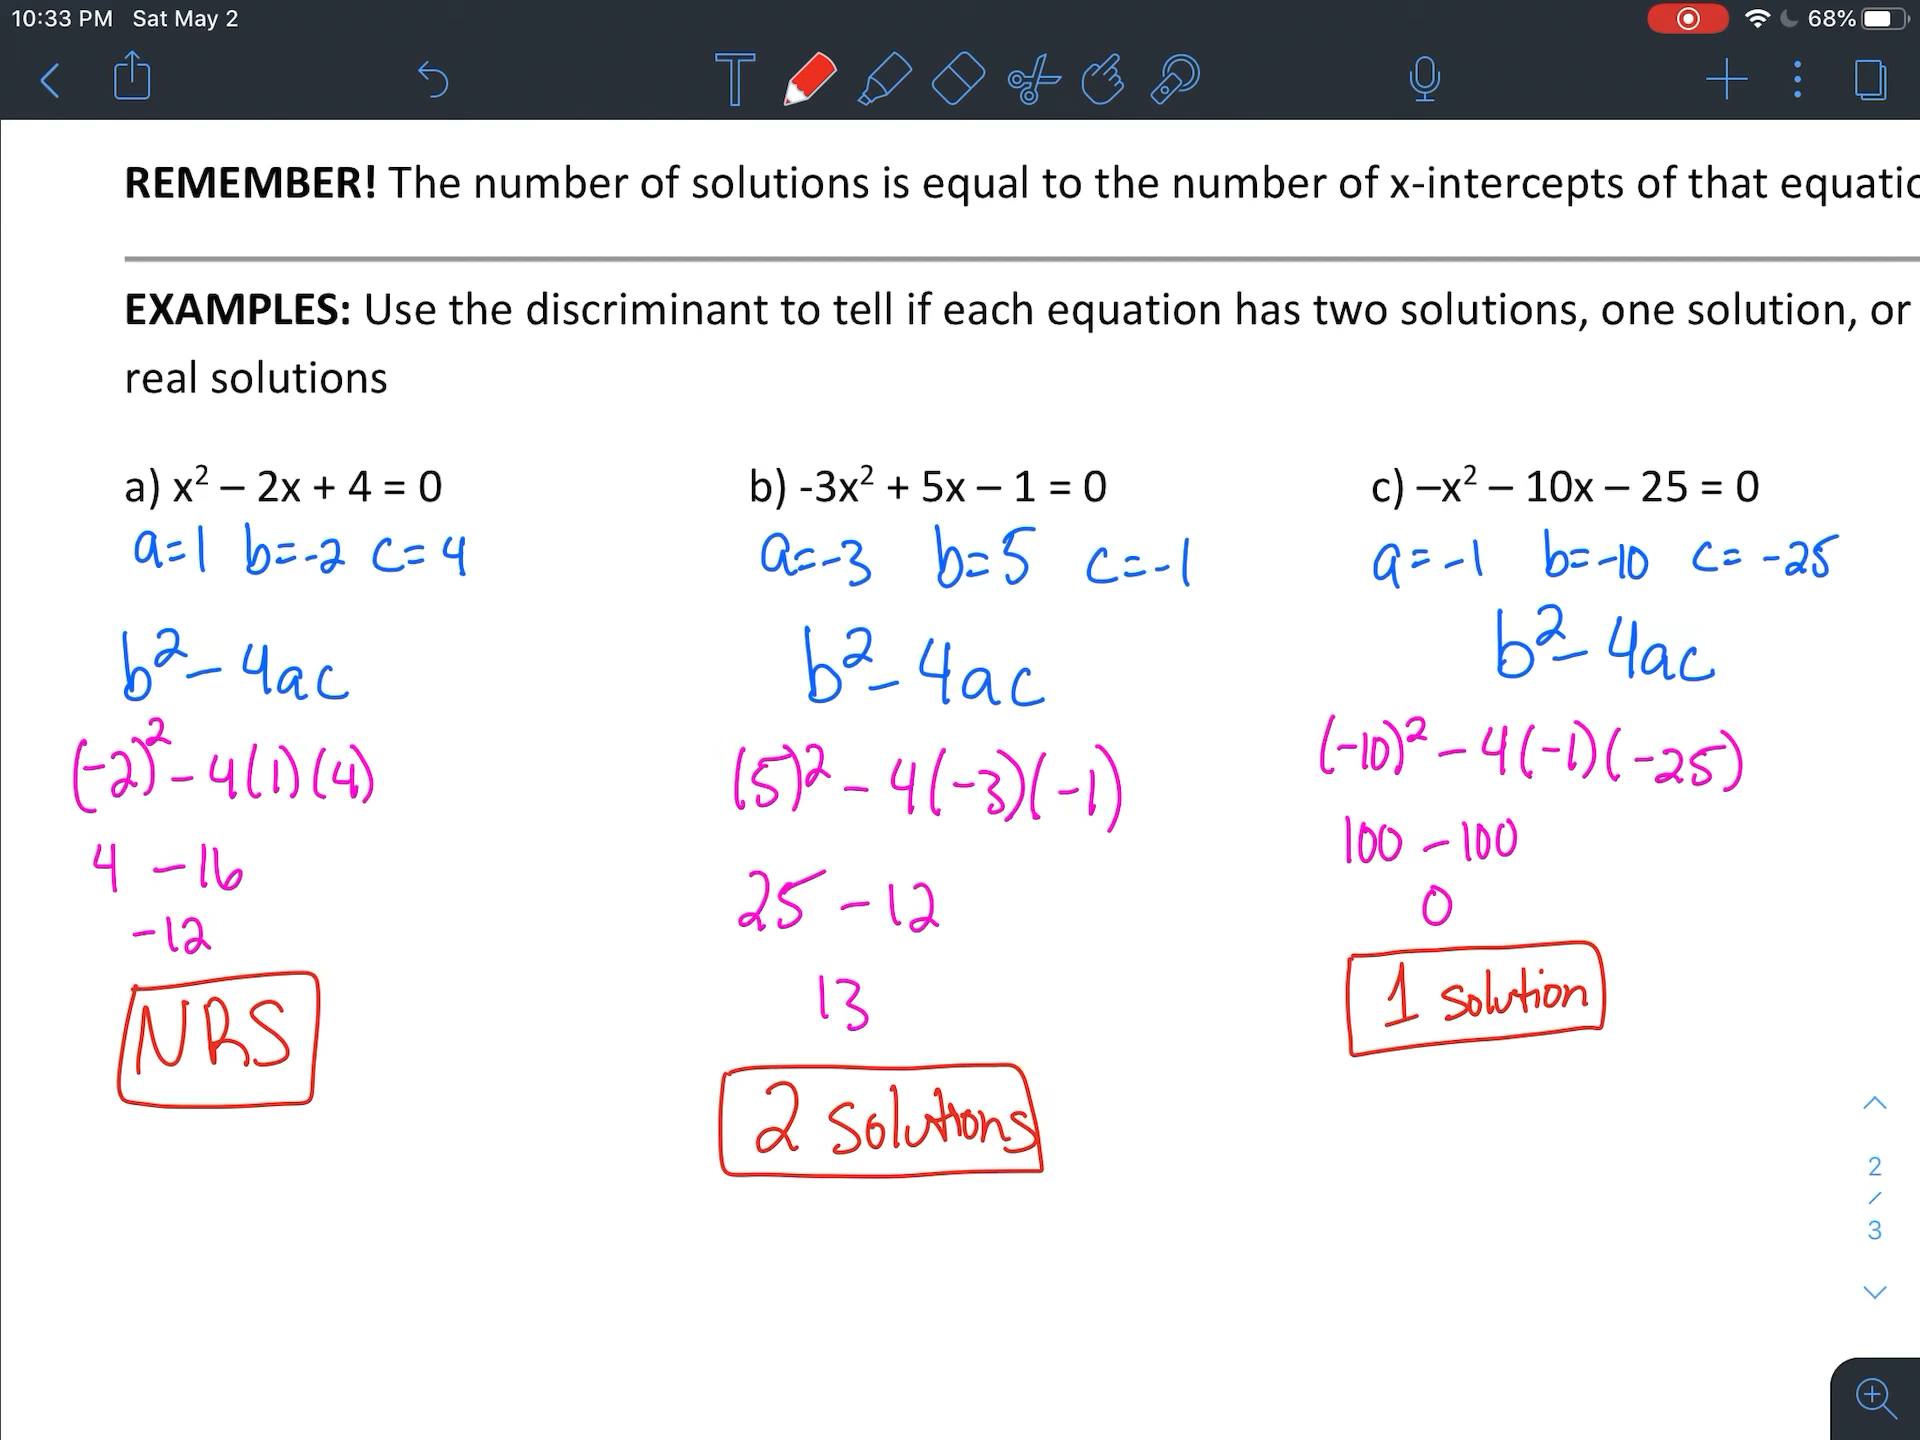 10:33 PM Sat May 2
68%
T
REMEMBER! The number of solutions is equal to the number of x-intercepts of that equatio
EXAMPLES: Use the discriminant to tell if each equation has two solutions, one solution, or
real solutions
a) x² – 2x + 4 = 0
a=1 b=-2 c=4
b²-4ac
(-2)²-4(1)(4)
4 -16
-12
NRS
b) -3x² + 5x – 1 = 0
a=-3 b=5 c=-1
b²-4ac
(5)²-4(-3)(-1)
25-12
13
2 solutions
c) –x² – 10x – 25 = 0
a=-1 b=-10 c=-25
b²-4ac
(-10)²-4(-1)(-25)
100-100
0
1 solution
2
/
3